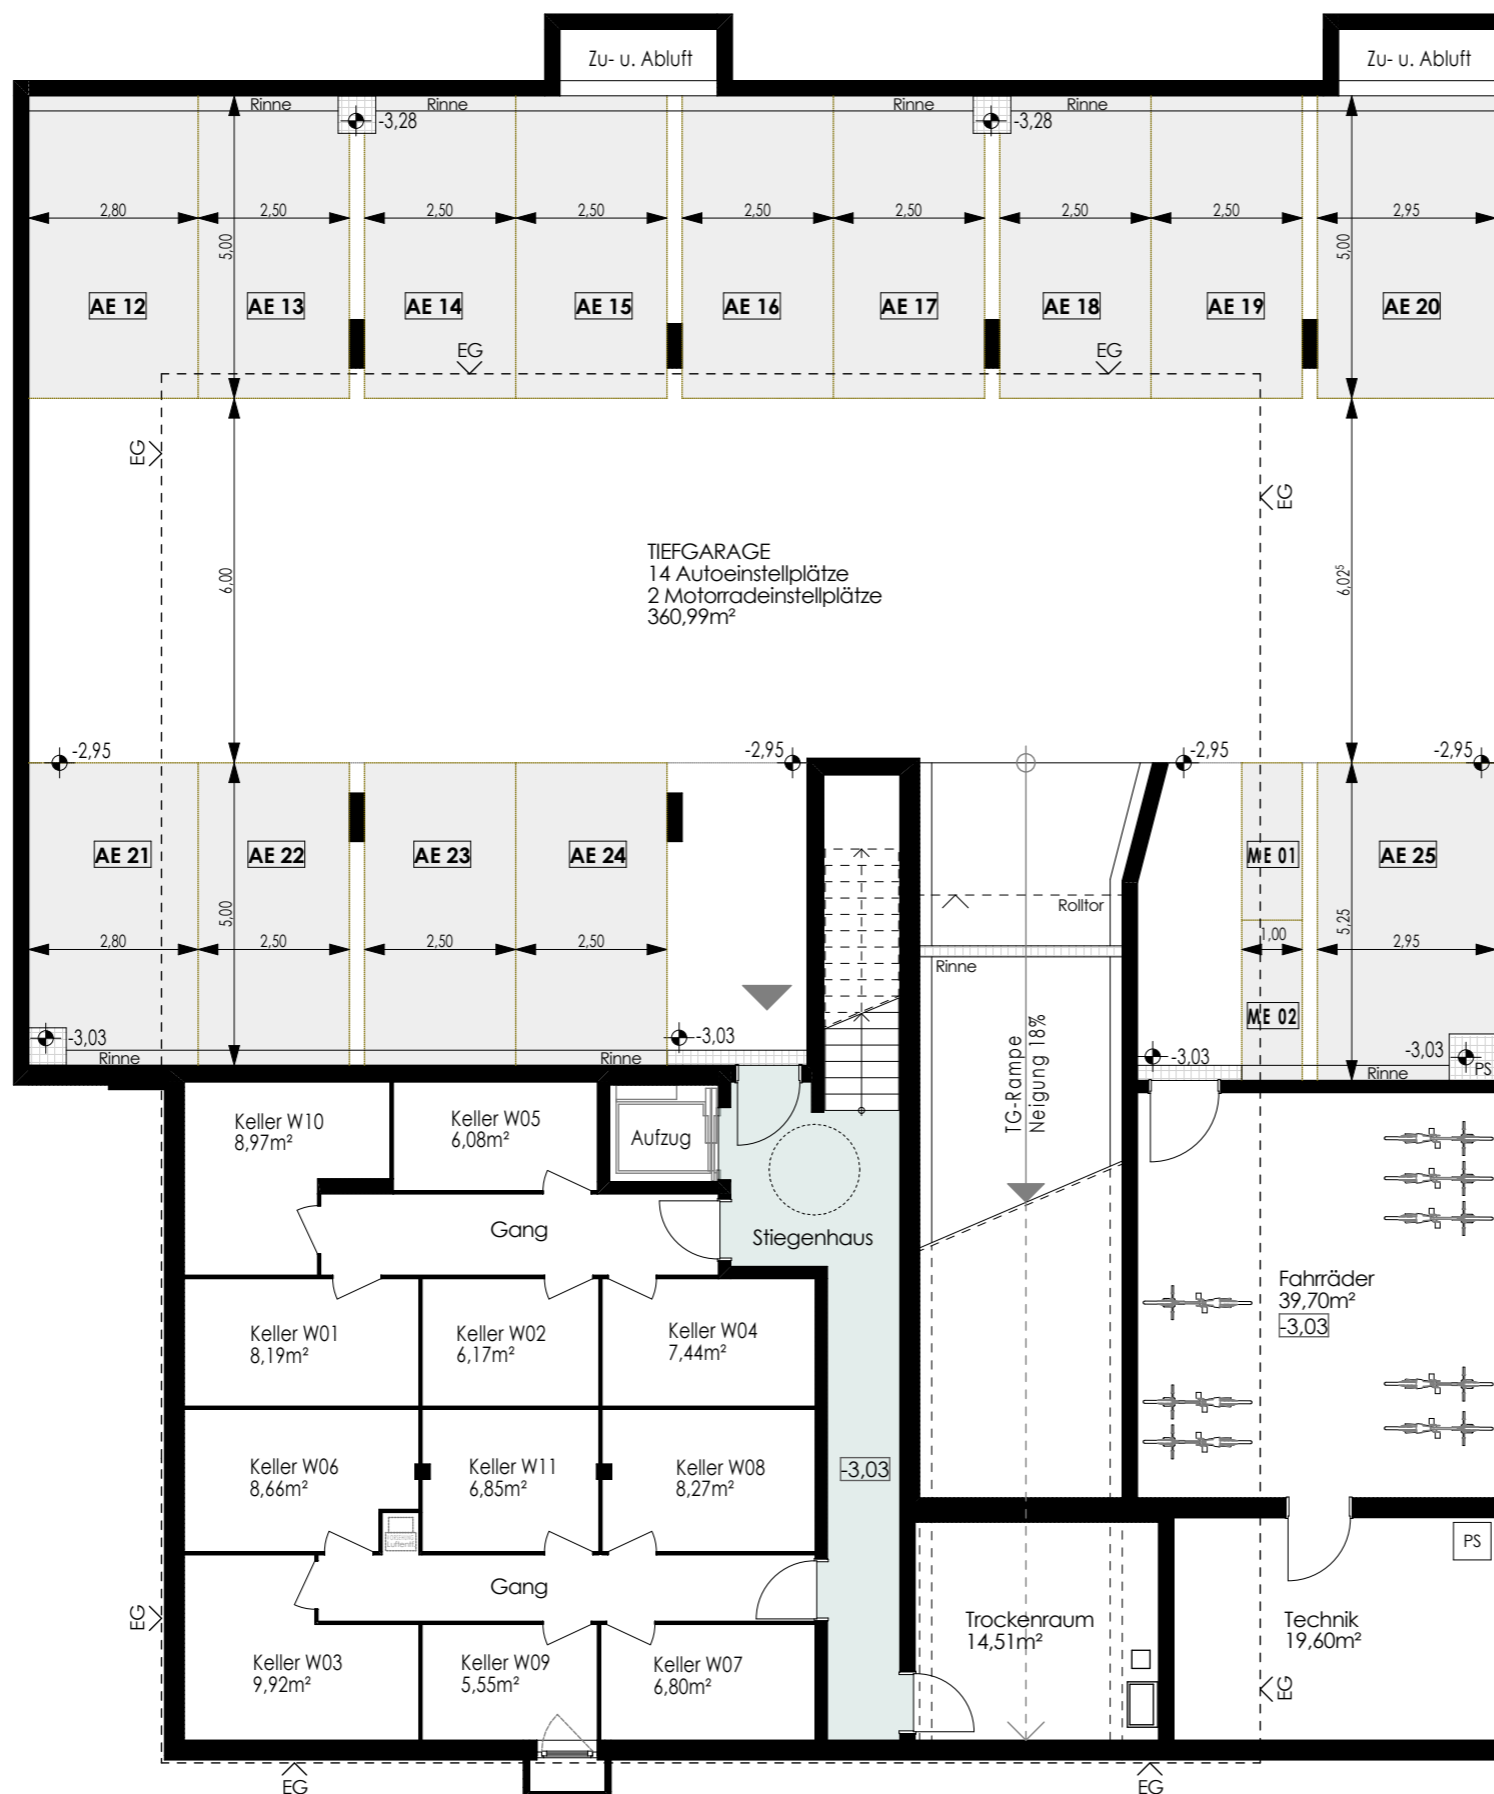 Zu- u. Abluft
Zu- u. Abluft
Rinne
Rinne
Rinne
Rinne
-3,28
-3,28
2,80
2,50
2,50
2,50
2,50
2,50
2,50
2,50
2,95
5,00
5,00
AE 12
AE 13
AE 14
AE 15
AE 16
AE 17
AE 18
AE 19
AE 20
EG
EG
EG
EG
TIEFGARAGE
14 Autoeinstellplätze
2 Motorradeinstellplätze
360,99m²
6,00
6,02⁵
-2,95
-2,95
-2,95
-2,95
AE 21
AE 22
AE 23
AE 24
ME 01
AE 25
Rolltor
5,00
5,25
2,80
2,50
2,50
2,50
1,00
2,95
Rinne
ME 02
-3,03
-3,03
-3,03
-3,03
Rinne
Rinne
Rinne
PS
TG-Rampe
Neigung 18%
Keller W10
8,97m²
Keller W05
6,08m²
Aufzug
Gang
Stiegenhaus
Keller W01
8,19m²
Keller W02
6,17m²
Keller W04
7,44m²
Fahrräder
39,70m²
-3,03
Keller W06
8,66m²
Keller W11
6,85m²
Keller W08
8,27m²
-3,03
PS
Gang
EG
Trockenraum
14,51m²
Technik
19,60m²
Keller W03
9,92m²
Keller W09
5,55m²
Keller W07
6,80m²
EG
EG
EG